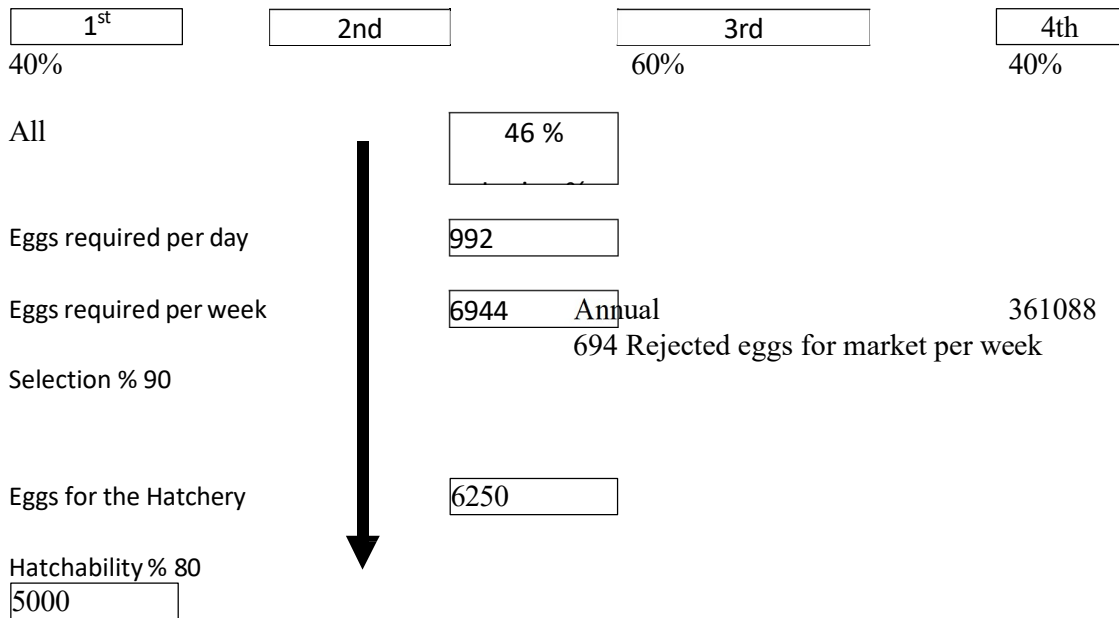 1st 2nd 3rd 4th
40% 60% 40%
All 46 %
Eggs required per day 992
Eggs required per week 6944 Annual 361088
694 Rejected eggs for market per week
Selection % 90
Eggs for the Hatchery 6250
Hatchability % 80
5000